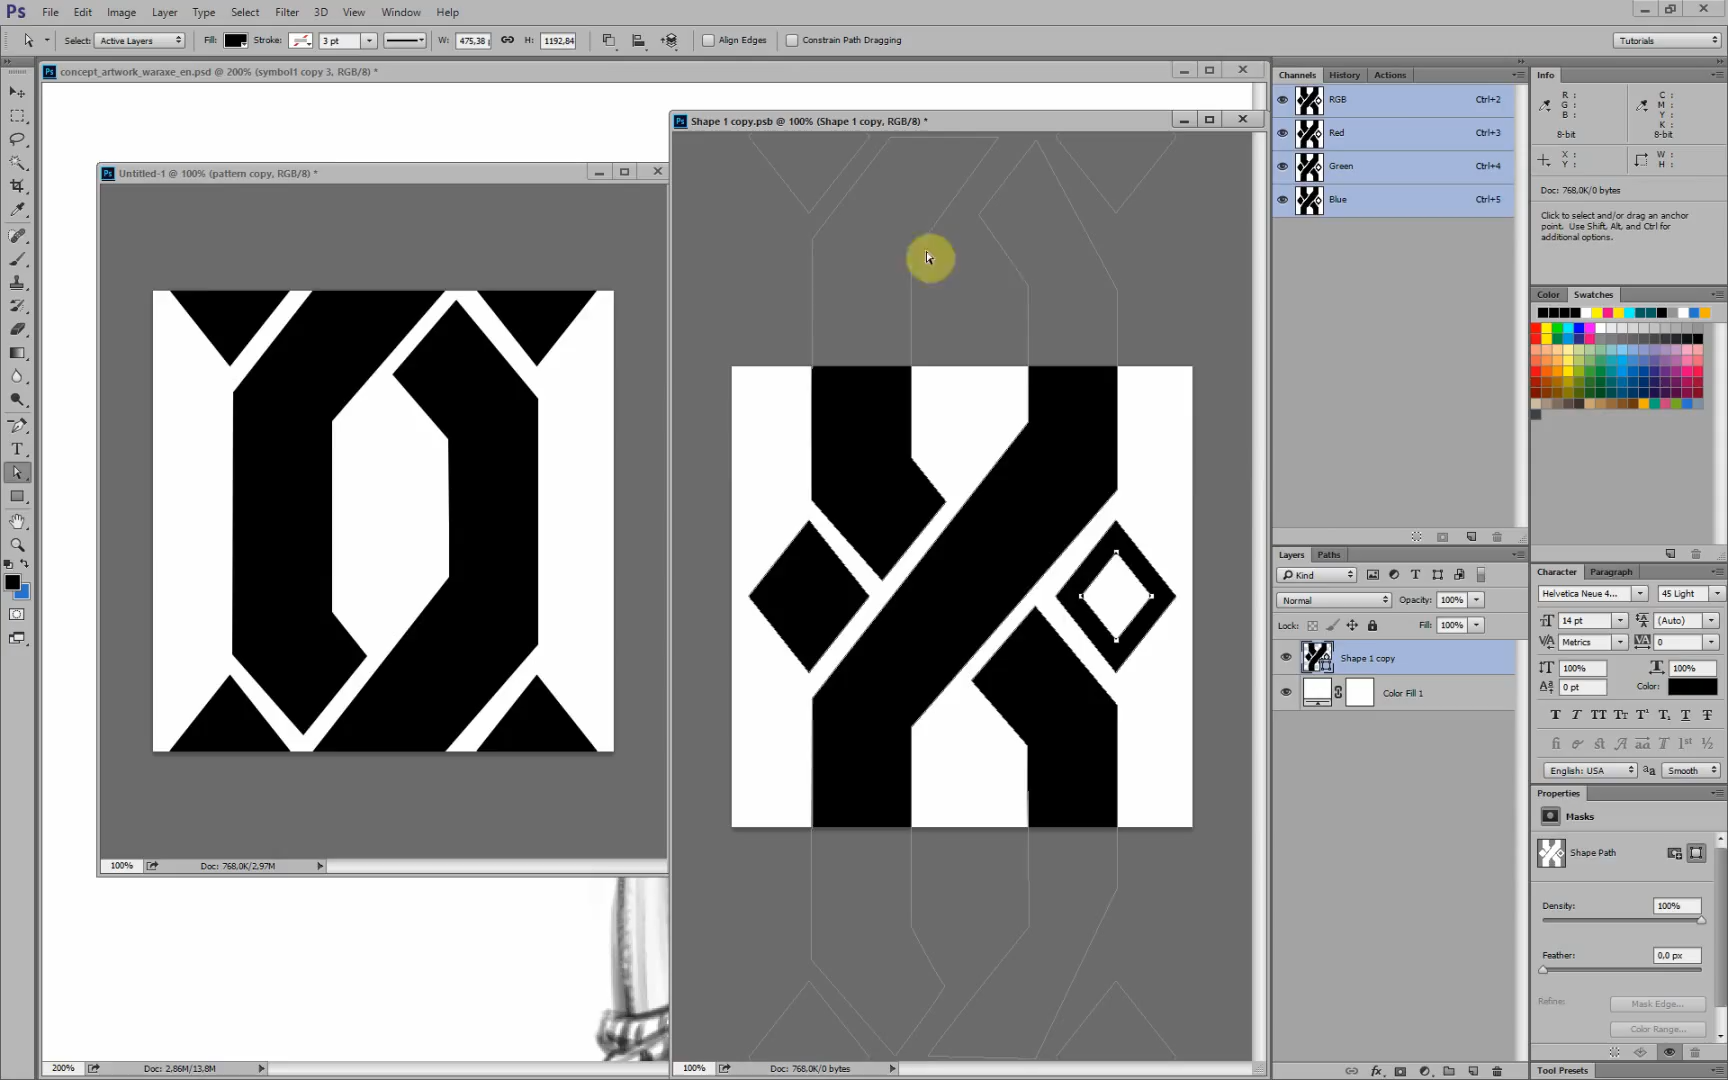 Ps File Edit Image Layer Type Select Filter 3D View Window Help
Select: Active Layers Fill: Stroke: 3 pt W: 475,38 H: 1192,84 Align Edges Constrain Path Dragging Tutorials
concept_artwork_waraxe_en.psd @ 200% (symbol1 copy 3, RGB/8) *
Shape 1 copy.psb @ 100% (Shape 1 copy, RGB/8) *
Untitled-1 @ 100% (pattern copy, RGB/8) *
100% Doc: 768,0K/2,97M
200% Doc: 2,86M/13,8M
100% Doc: 768,0K/0 bytes
Channels History Actions
RGB Ctrl+2
Red Ctrl+3
Green Ctrl+4
Blue Ctrl+5
Layers Paths
Kind
Normal Opacity: 100%
Lock: Fill: 100%
Shape 1 copy
Color Fill 1
Info
R : C :
G : M :
B : Y :
K :
8-bit 8-bit
X : W :
Y : H :
Doc: 768,0K/0 bytes
Click to select and/or drag an anchor
point. Use Shift, Alt, and Ctrl for
additional options.
Color Swatches
Character Paragraph
Helvetica Neue 4... 45 Light
14 pt (Auto)
Metrics 0
100% 100%
0 pt Color:
English: USA Smooth
Properties
Masks
Shape Path
Density: 100%
Feather: 0,0 px
Refine: Mask Edge...
Color Range...
Tool Presets